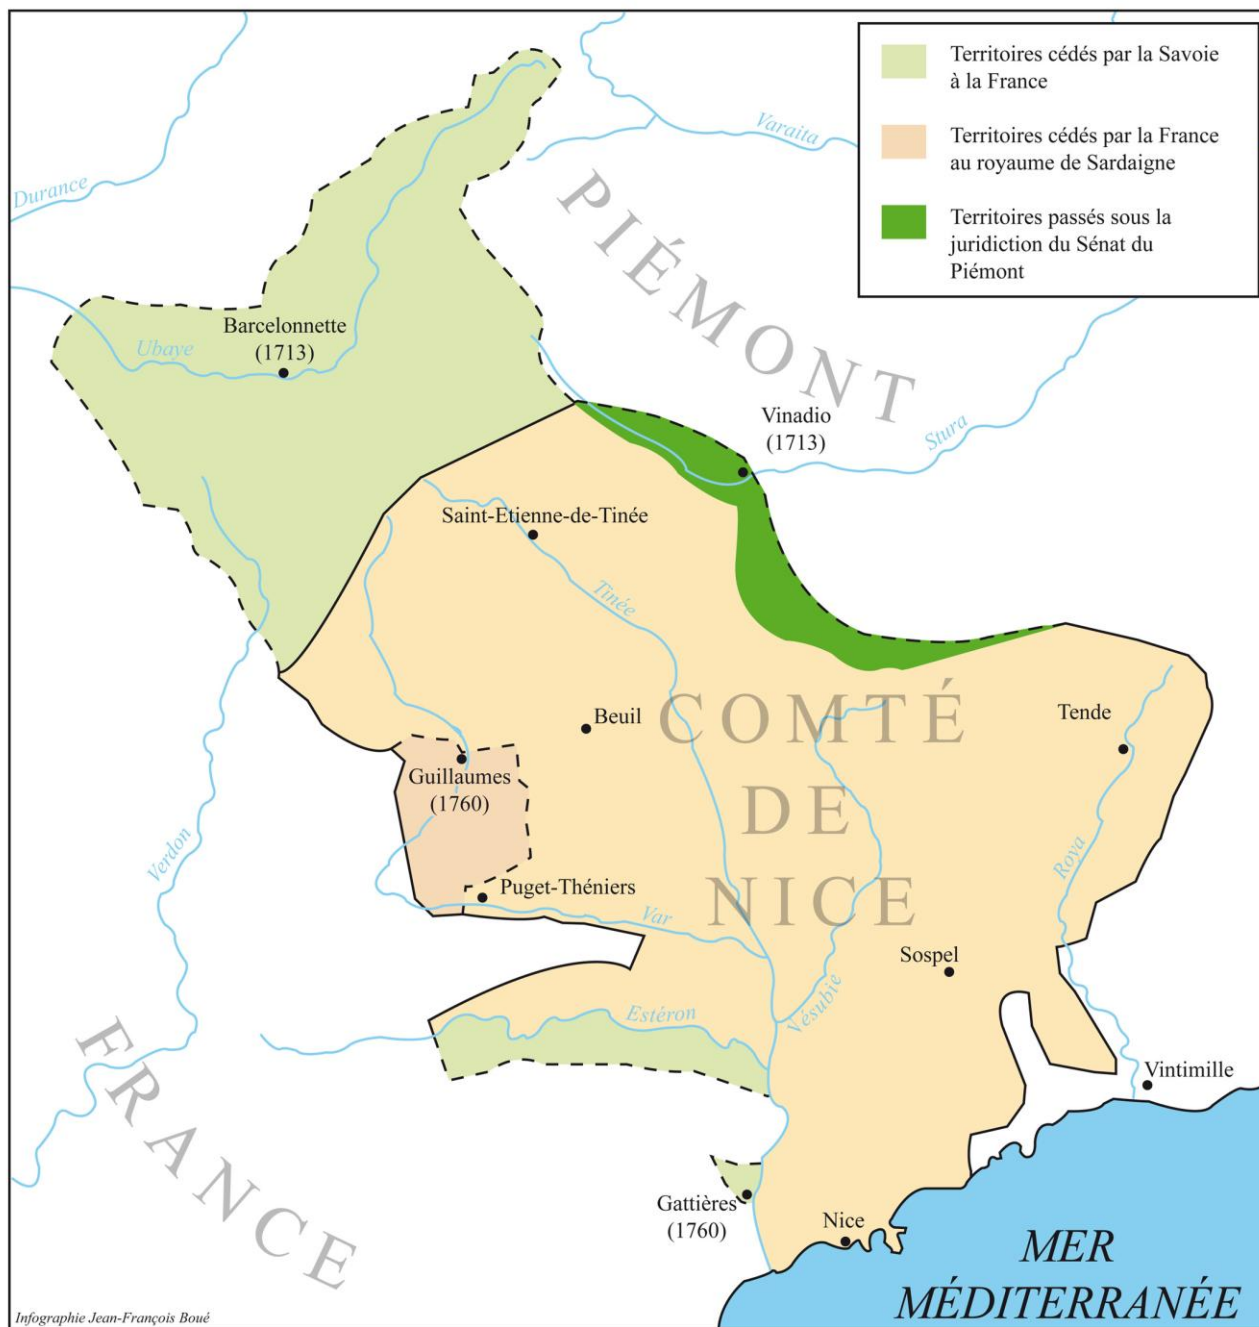 Territoires cédés par la Savoie
à la France
Territoires cédés par la France
au royaume de Sardaigne
Territoires passés sous la
juridiction du Sénat du
Piémont
Varaita
Durance
PIÉMONT
Barcelonnette
(1713)
Ubaye
Vinadio
(1713)
Stura
Saint-Etienne-de-Tinée
Tinée
COMTÉ
DE
NICE
Beuil
Tende
Guillaumes
(1760)
Roya
Verdon
Puget-Théniers
Var
Sospel
Estéron
Vésubie
FRANCE
Vintimille
Gattières
(1760)
Nice
MER
MÉDITERRANÉE
Infographie Jean-François Boué